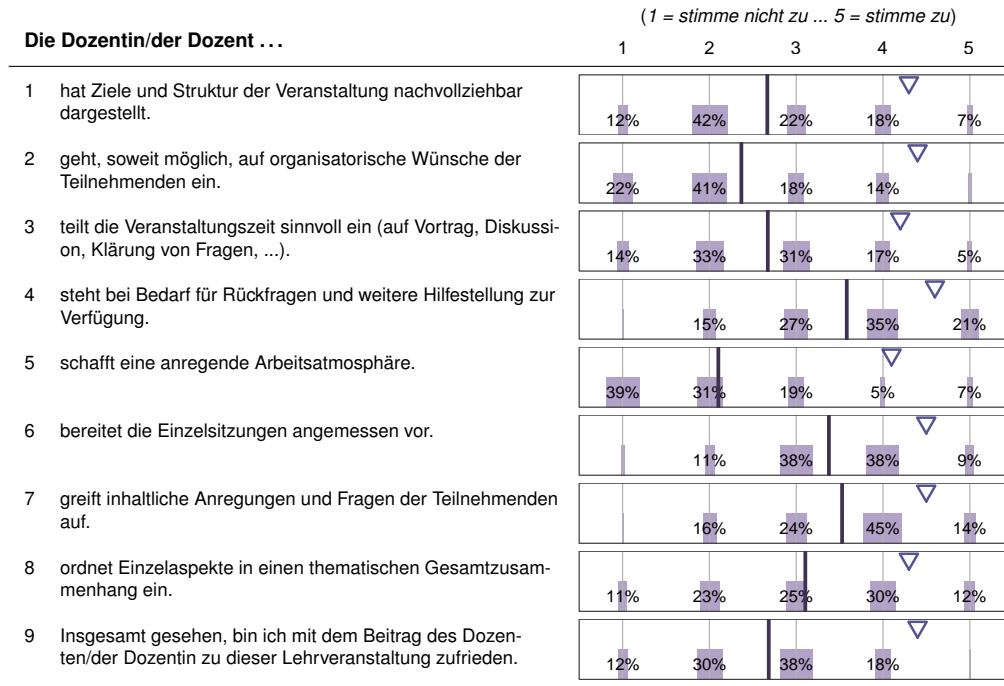 (1 = stimme nicht zu ... 5 = stimme zu)
Die Dozentin/der Dozent . . .
1 2 3 4 5
1 hat Ziele und Struktur der Veranstaltung nachvollziehbar
dargestellt.
12% 42% 22% 18% 7%
2 geht, soweit möglich, auf organisatorische Wünsche der
Teilnehmenden ein.
22% 41% 18% 14%
3 teilt die Veranstaltungszeit sinnvoll ein (auf Vortrag, Diskussi-
on, Klärung von Fragen, ...).
14% 33% 31% 17% 5%
4 steht bei Bedarf für Rückfragen und weitere Hilfestellung zur
Verfügung.
15% 27% 35% 21%
5 schafft eine anregende Arbeitsatmosphäre.
39% 31% 19% 5% 7%
6 bereitet die Einzelsitzungen angemessen vor.
11% 38% 38% 9%
7 greift inhaltliche Anregungen und Fragen der Teilnehmenden
auf.
16% 24% 45% 14%
8 ordnet Einzelaspekte in einen thematischen Gesamtzusam-
menhang ein.
11% 23% 25% 30% 12%
9 Insgesamt gesehen, bin ich mit dem Beitrag des Dozen-
ten/der Dozentin zu dieser Lehrveranstaltung zufrieden.
12% 30% 38% 18%